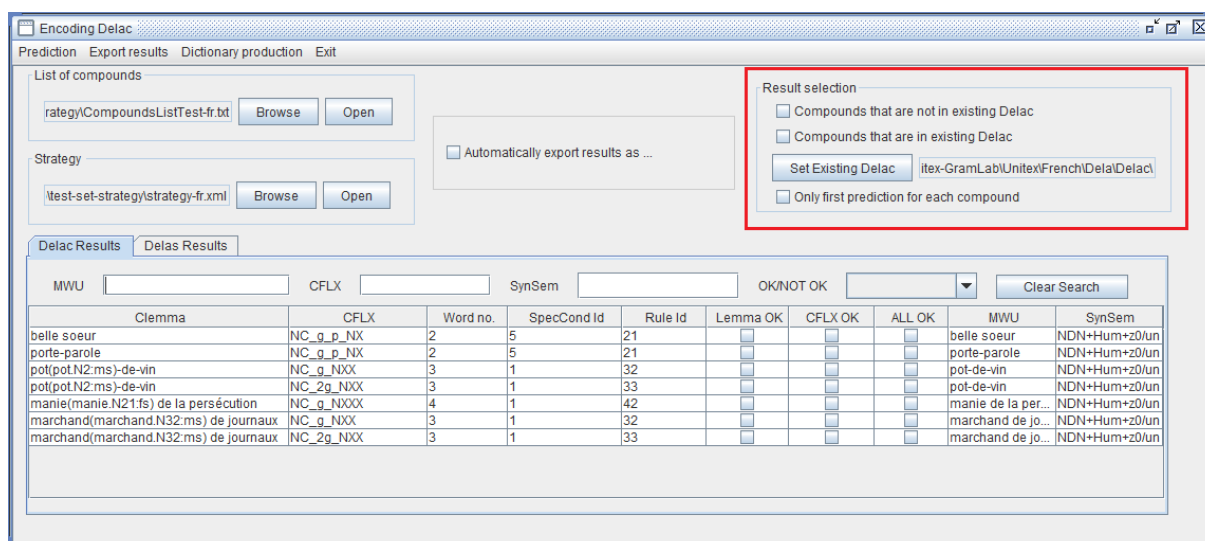 Encoding Delac
Prediction Export results Dictionary production Exit
List of compounds
rategy\CompoundsListTest-fr.txt Browse Open
Strategy
\test-set-strategy\strategy-fr.xml Browse Open
Automatically export results as ...
Result selection
Compounds that are not in existing Delac
Compounds that are in existing Delac
Set Existing Delac itex-GramLab\Unitex\French\Dela\Delac\
Only first prediction for each compound
Delac Results Delas Results
MWU CFLX SynSem OK/NOT OK Clear Search
Clemma CFLX Word no. SpecCond Id Rule Id Lemma OK CFLX OK ALL OK MWU SynSem
belle soeur NC_g_p_NX 2 5 21 belle soeur NDN+Hum+z0/un
porte-parole NC_g_p_NX 2 5 21 porte-parole NDN+Hum+z0/un
pot(pot.N2:ms)-de-vin NC_g_NXX 3 1 32 pot-de-vin NDN+Hum+z0/un
pot(pot.N2:ms)-de-vin NC_2g_NXX 3 1 33 pot-de-vin NDN+Hum+z0/un
manie(manie.N21:fs) de la persécution NC_g_NXXX 4 1 42 manie de la per... NDN+Hum+z0/un
marchand(marchand.N32:ms) de journaux NC_g_NXX 3 1 32 marchand de jo... NDN+Hum+z0/un
marchand(marchand.N32:ms) de journaux NC_2g_NXX 3 1 33 marchand de jo... NDN+Hum+z0/un